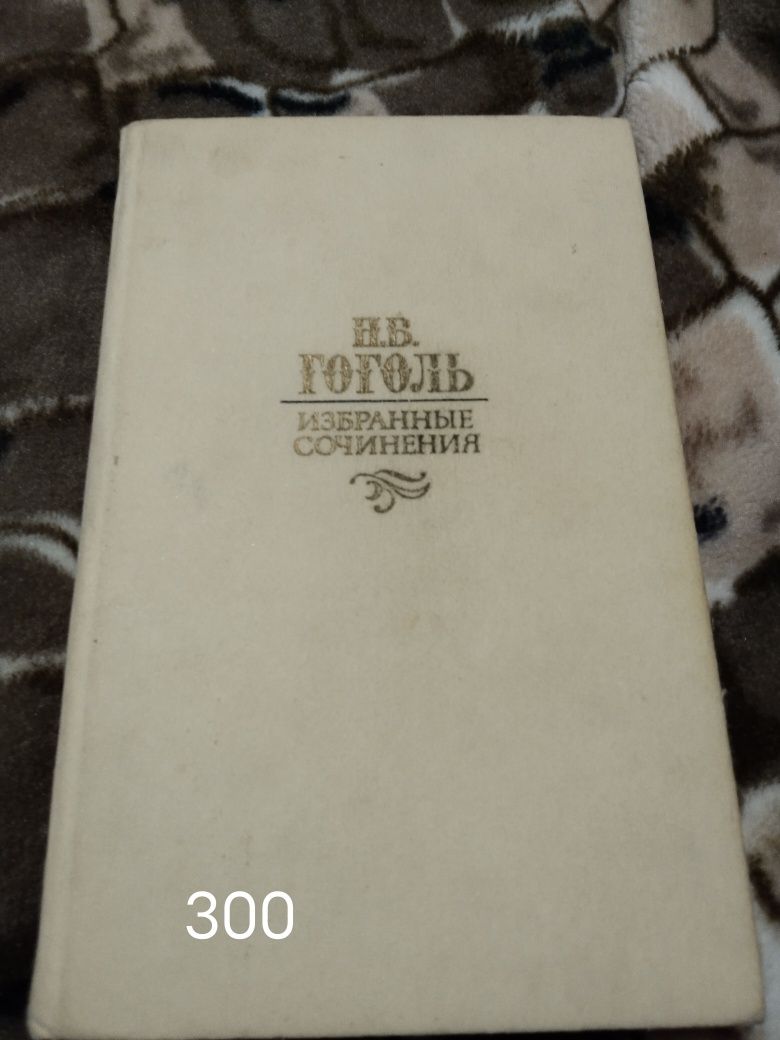 Н.В.
ГОГОЛЬ
ИЗБРАННЫЕ
СОЧИНЕНИЯ
300